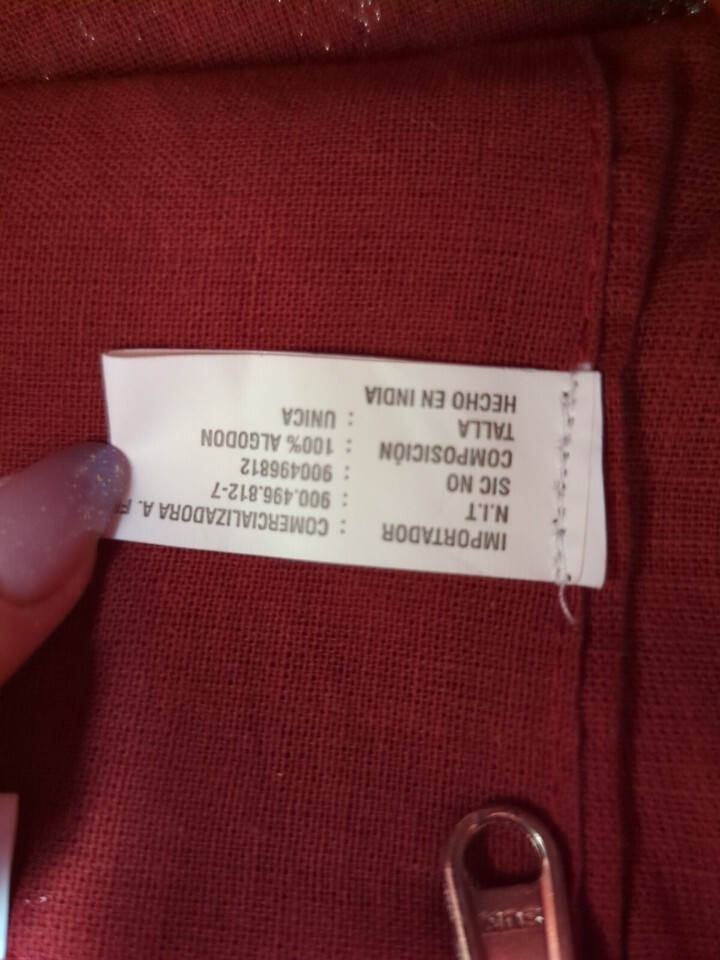 IMPORTADOR : COMERCIALIZADORA A.
N.I.T : 900.496.812-7
SIC NO : 900496812
COMPOSICIÓN : 100% ALGODON
TALLA : UNICA
HECHO EN INDIA